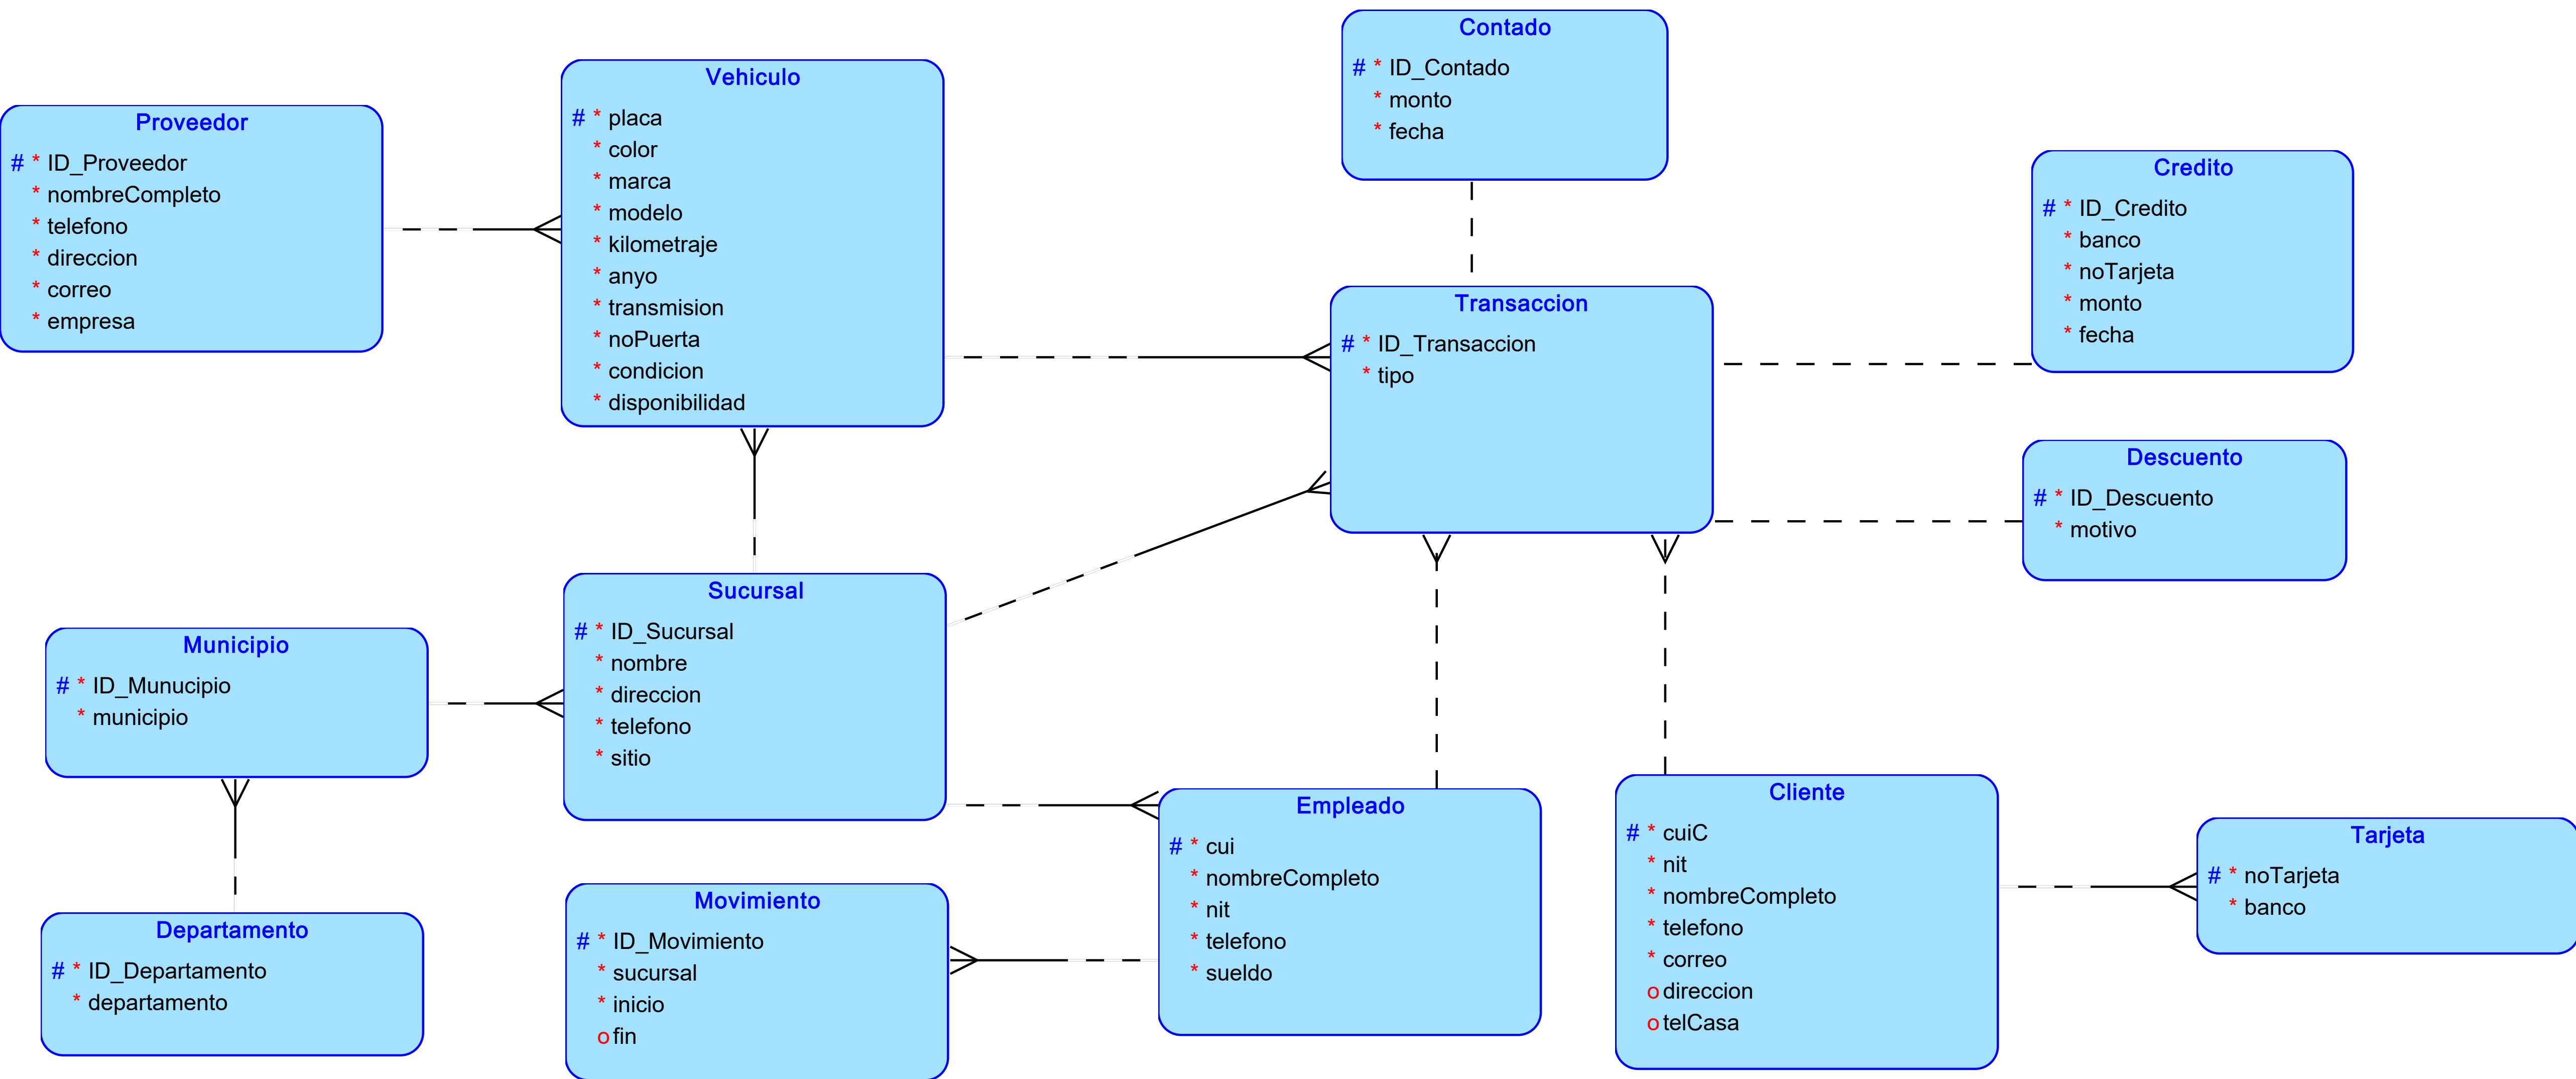 Contado
# * ID_Contado
* monto
* fecha
Vehiculo
# * placa
* color
* marca
* modelo
* kilometraje
* anyo
* transmision
* noPuerta
* condicion
* disponibilidad
Proveedor
# * ID_Proveedor
* nombreCompleto
* telefono
* direccion
* correo
* empresa
Credito
# * ID_Credito
* banco
* noTarjeta
* monto
* fecha
Transaccion
# * ID_Transaccion
* tipo
Descuento
# * ID_Descuento
* motivo
Sucursal
# * ID_Sucursal
* nombre
* direccion
* telefono
* sitio
Municipio
# * ID_Munucipio
* municipio
Empleado
# * cui
* nombreCompleto
* nit
* telefono
* sueldo
Cliente
# * cuiC
* nit
* nombreCompleto
* telefono
* correo
o direccion
o telCasa
Tarjeta
# * noTarjeta
* banco
Movimiento
# * ID_Movimiento
* sucursal
* inicio
o fin
Departamento
# * ID_Departamento
* departamento